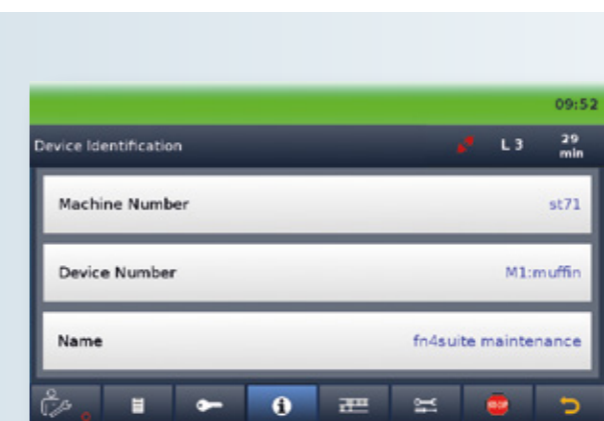 09:52
Device Identification L 3 29 min
Machine Number st71
Device Number M1:muffin
Name fn4suite maintenance
STOP